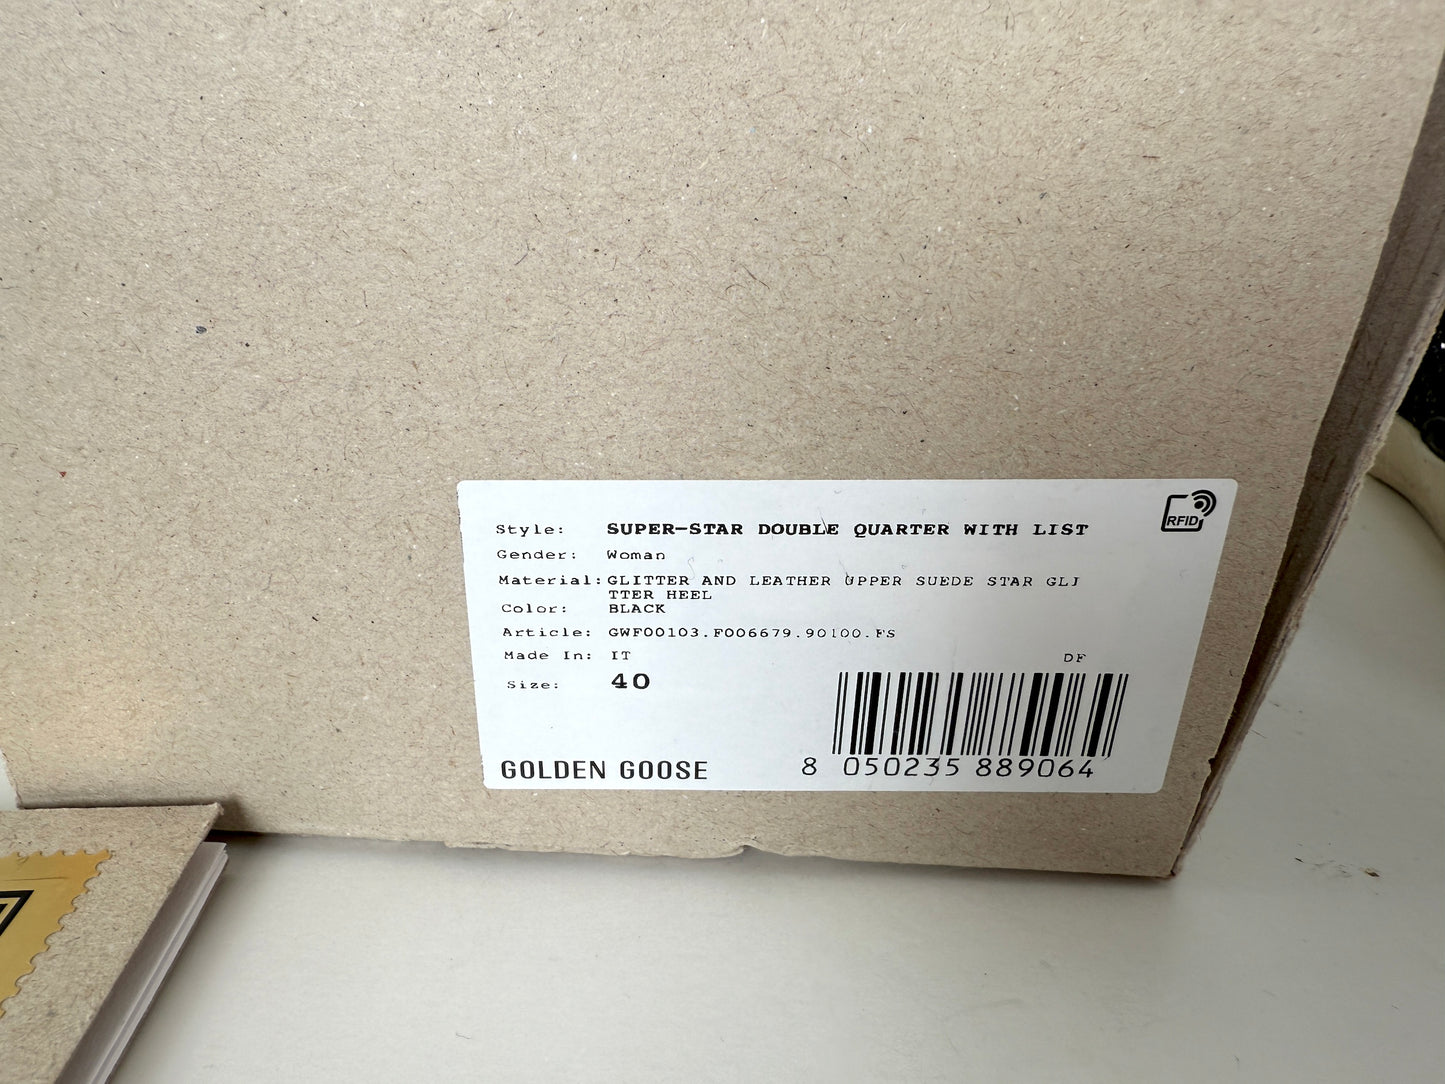 RFID
Style: SUPER-STAR DOUBLE QUARTER WITH LIST
Gender: Woman
Material: GLITTER AND LEATHER UPPER SUEDE STAR GLI
TTER HEEL
Color: BLACK
Article: GWF00103.F006679.90100.FS
Made In: IT
DF
Size: 40
GOLDEN GOOSE
8 050235 889064